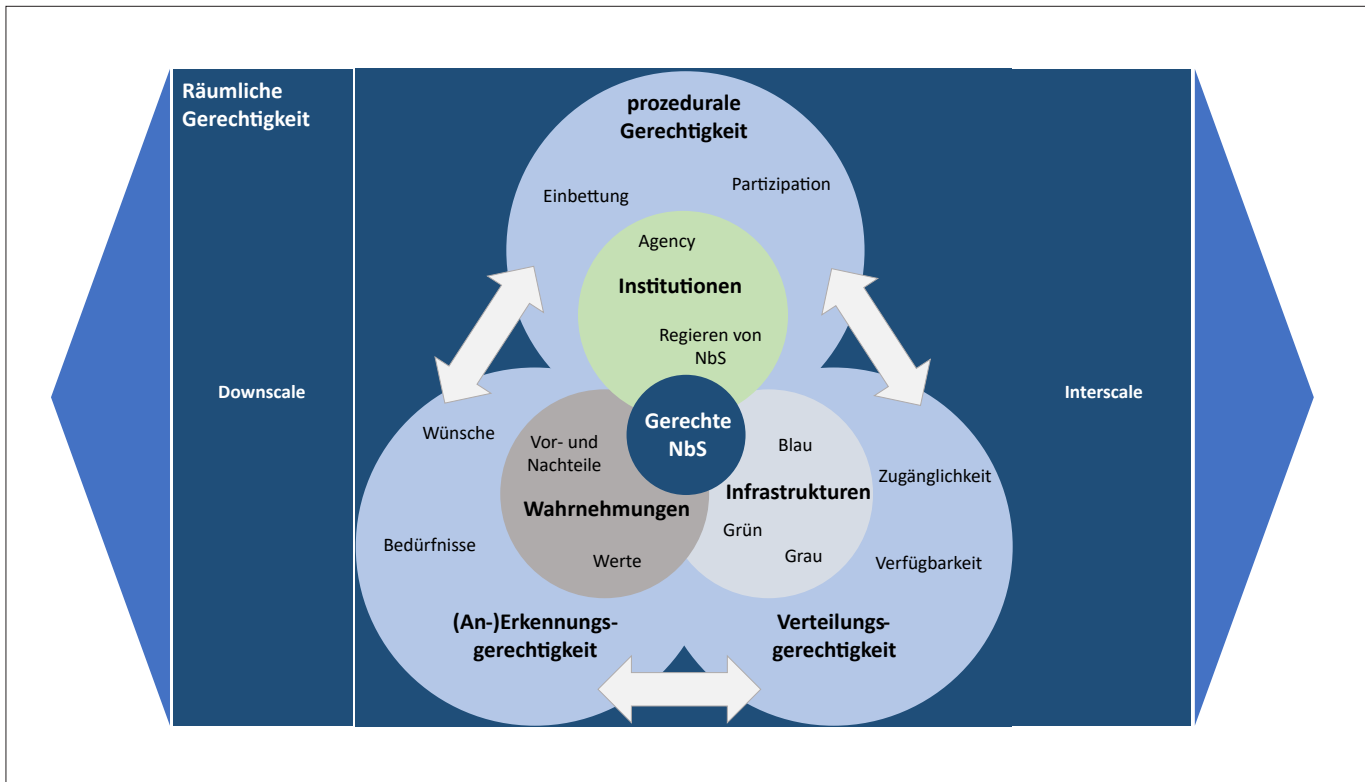 Räumliche
Gerechtigkeit
prozedurale
Gerechtigkeit
Einbettung
Partizipation
Agency
Institutionen
Regieren von
NbS
Downscale
Interscale
Gerechte
NbS
Wünsche
Vor- und
Nachteile
Wahrnehmungen
Bedürfnisse
Werte
(An-)Erkennungs-
gerechtigkeit
Blau
Zugänglichkeit
Infrastrukturen
Grün
Grau
Verfügbarkeit
Verteilungs-
gerechtigkeit